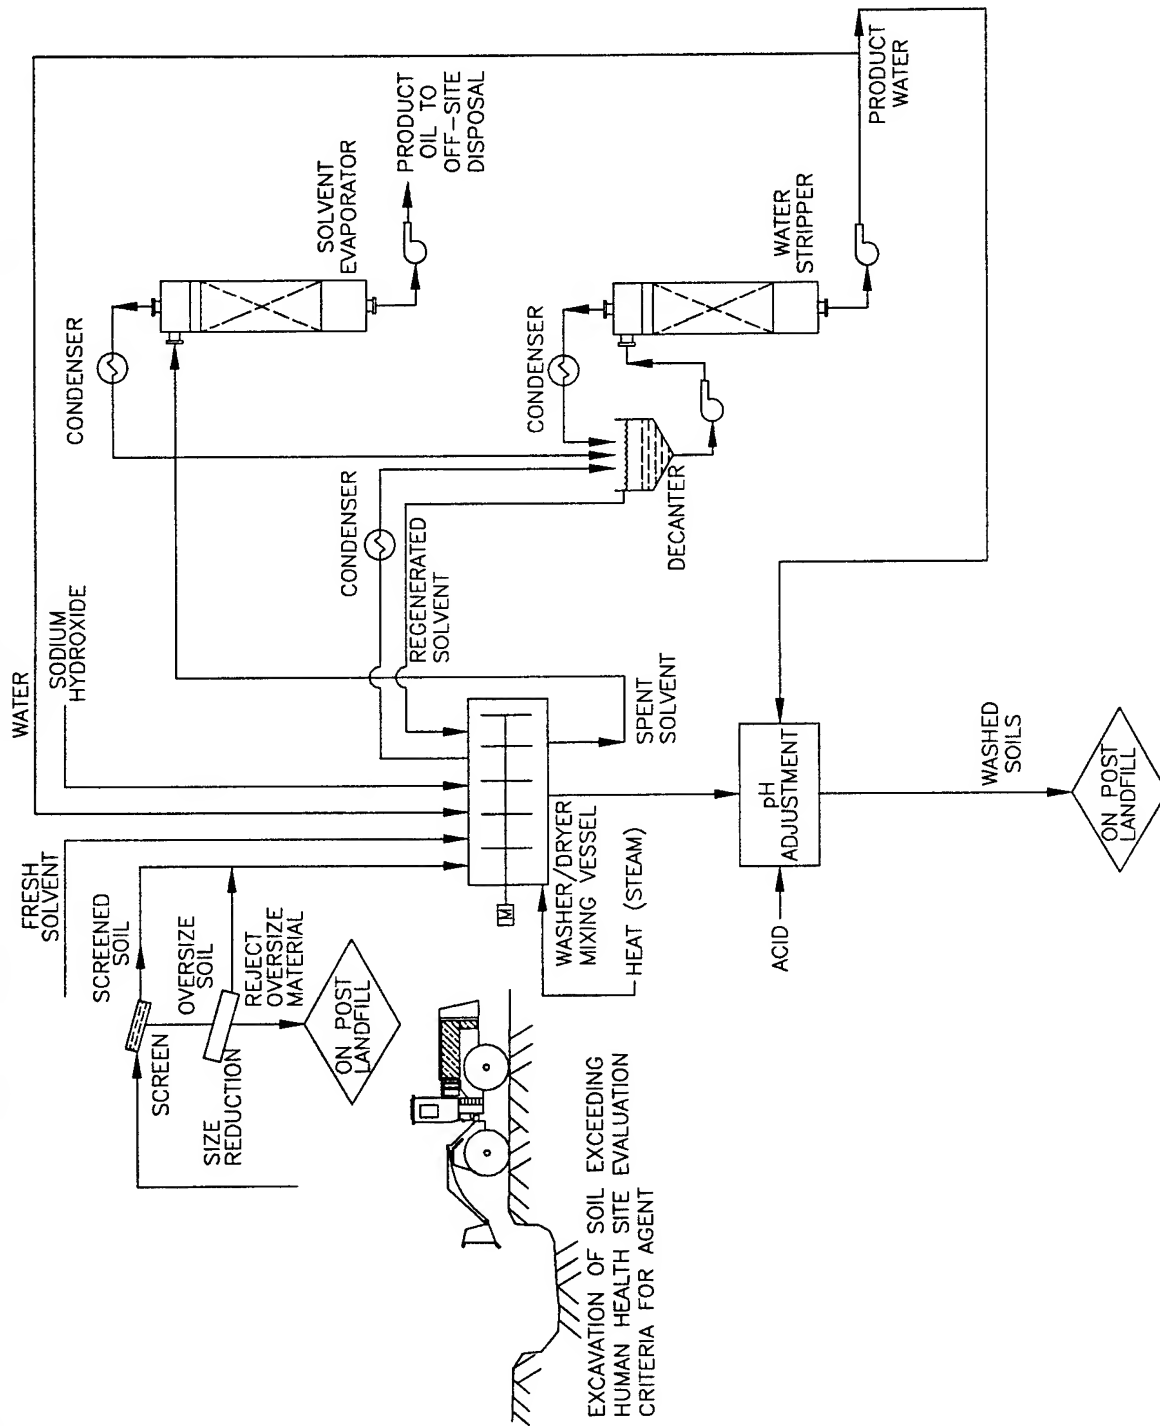 EXCAVATION OF SOIL EXCEEDING
HUMAN HEALTH SITE EVALUATION
CRITERIA FOR AGENT
SCREEN
SIZE
REDUCTION
SCREENED
SOIL
OVERSIZE
SOIL
REJECT
OVERSIZE
MATERIAL
ON POST
LANDFILL
FRESH
SOLVENT
WATER
SODIUM
HYDROXIDE
M
WASHER/DRYER
MIXING VESSEL
HEAT (STEAM)
SPENT
SOLVENT
REGENERATED
SOLVENT
CONDENSER
CONDENSER
SOLVENT
EVAPORATOR
PRODUCT
OIL TO
OFF-SITE
DISPOSAL
CONDENSER
DECANTER
WATER
STRIPPER
PRODUCT
WATER
ACID
pH
ADJUSTMENT
WASHED
SOILS
ON POST
LANDFILL